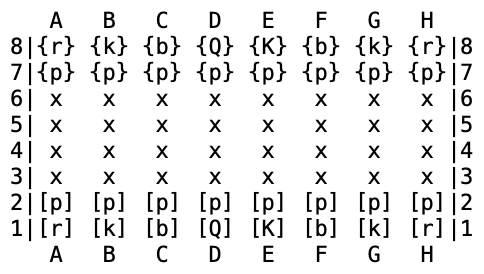 A B C D E F G H
8|{r} {k} {b} {Q} {K} {b} {k} {r}|8
7|{p} {p} {p} {p} {p} {p} {p} {p}|7
6| x x x x x x x x |6
5| x x x x x x x x |5
4| x x x x x x x x |4
3| x x x x x x x x |3
2|[p] [p] [p] [p] [p] [p] [p] [p]|2
1|[r] [k] [b] [Q] [K] [b] [k] [r]|1
A B C D E F G H